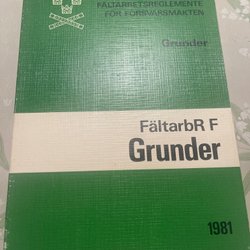 FÄLTARBETSREGLEMENTE
FÖR FÖRSVARSMAKTEN
Grunder
FältarbR F
Grunder
1981